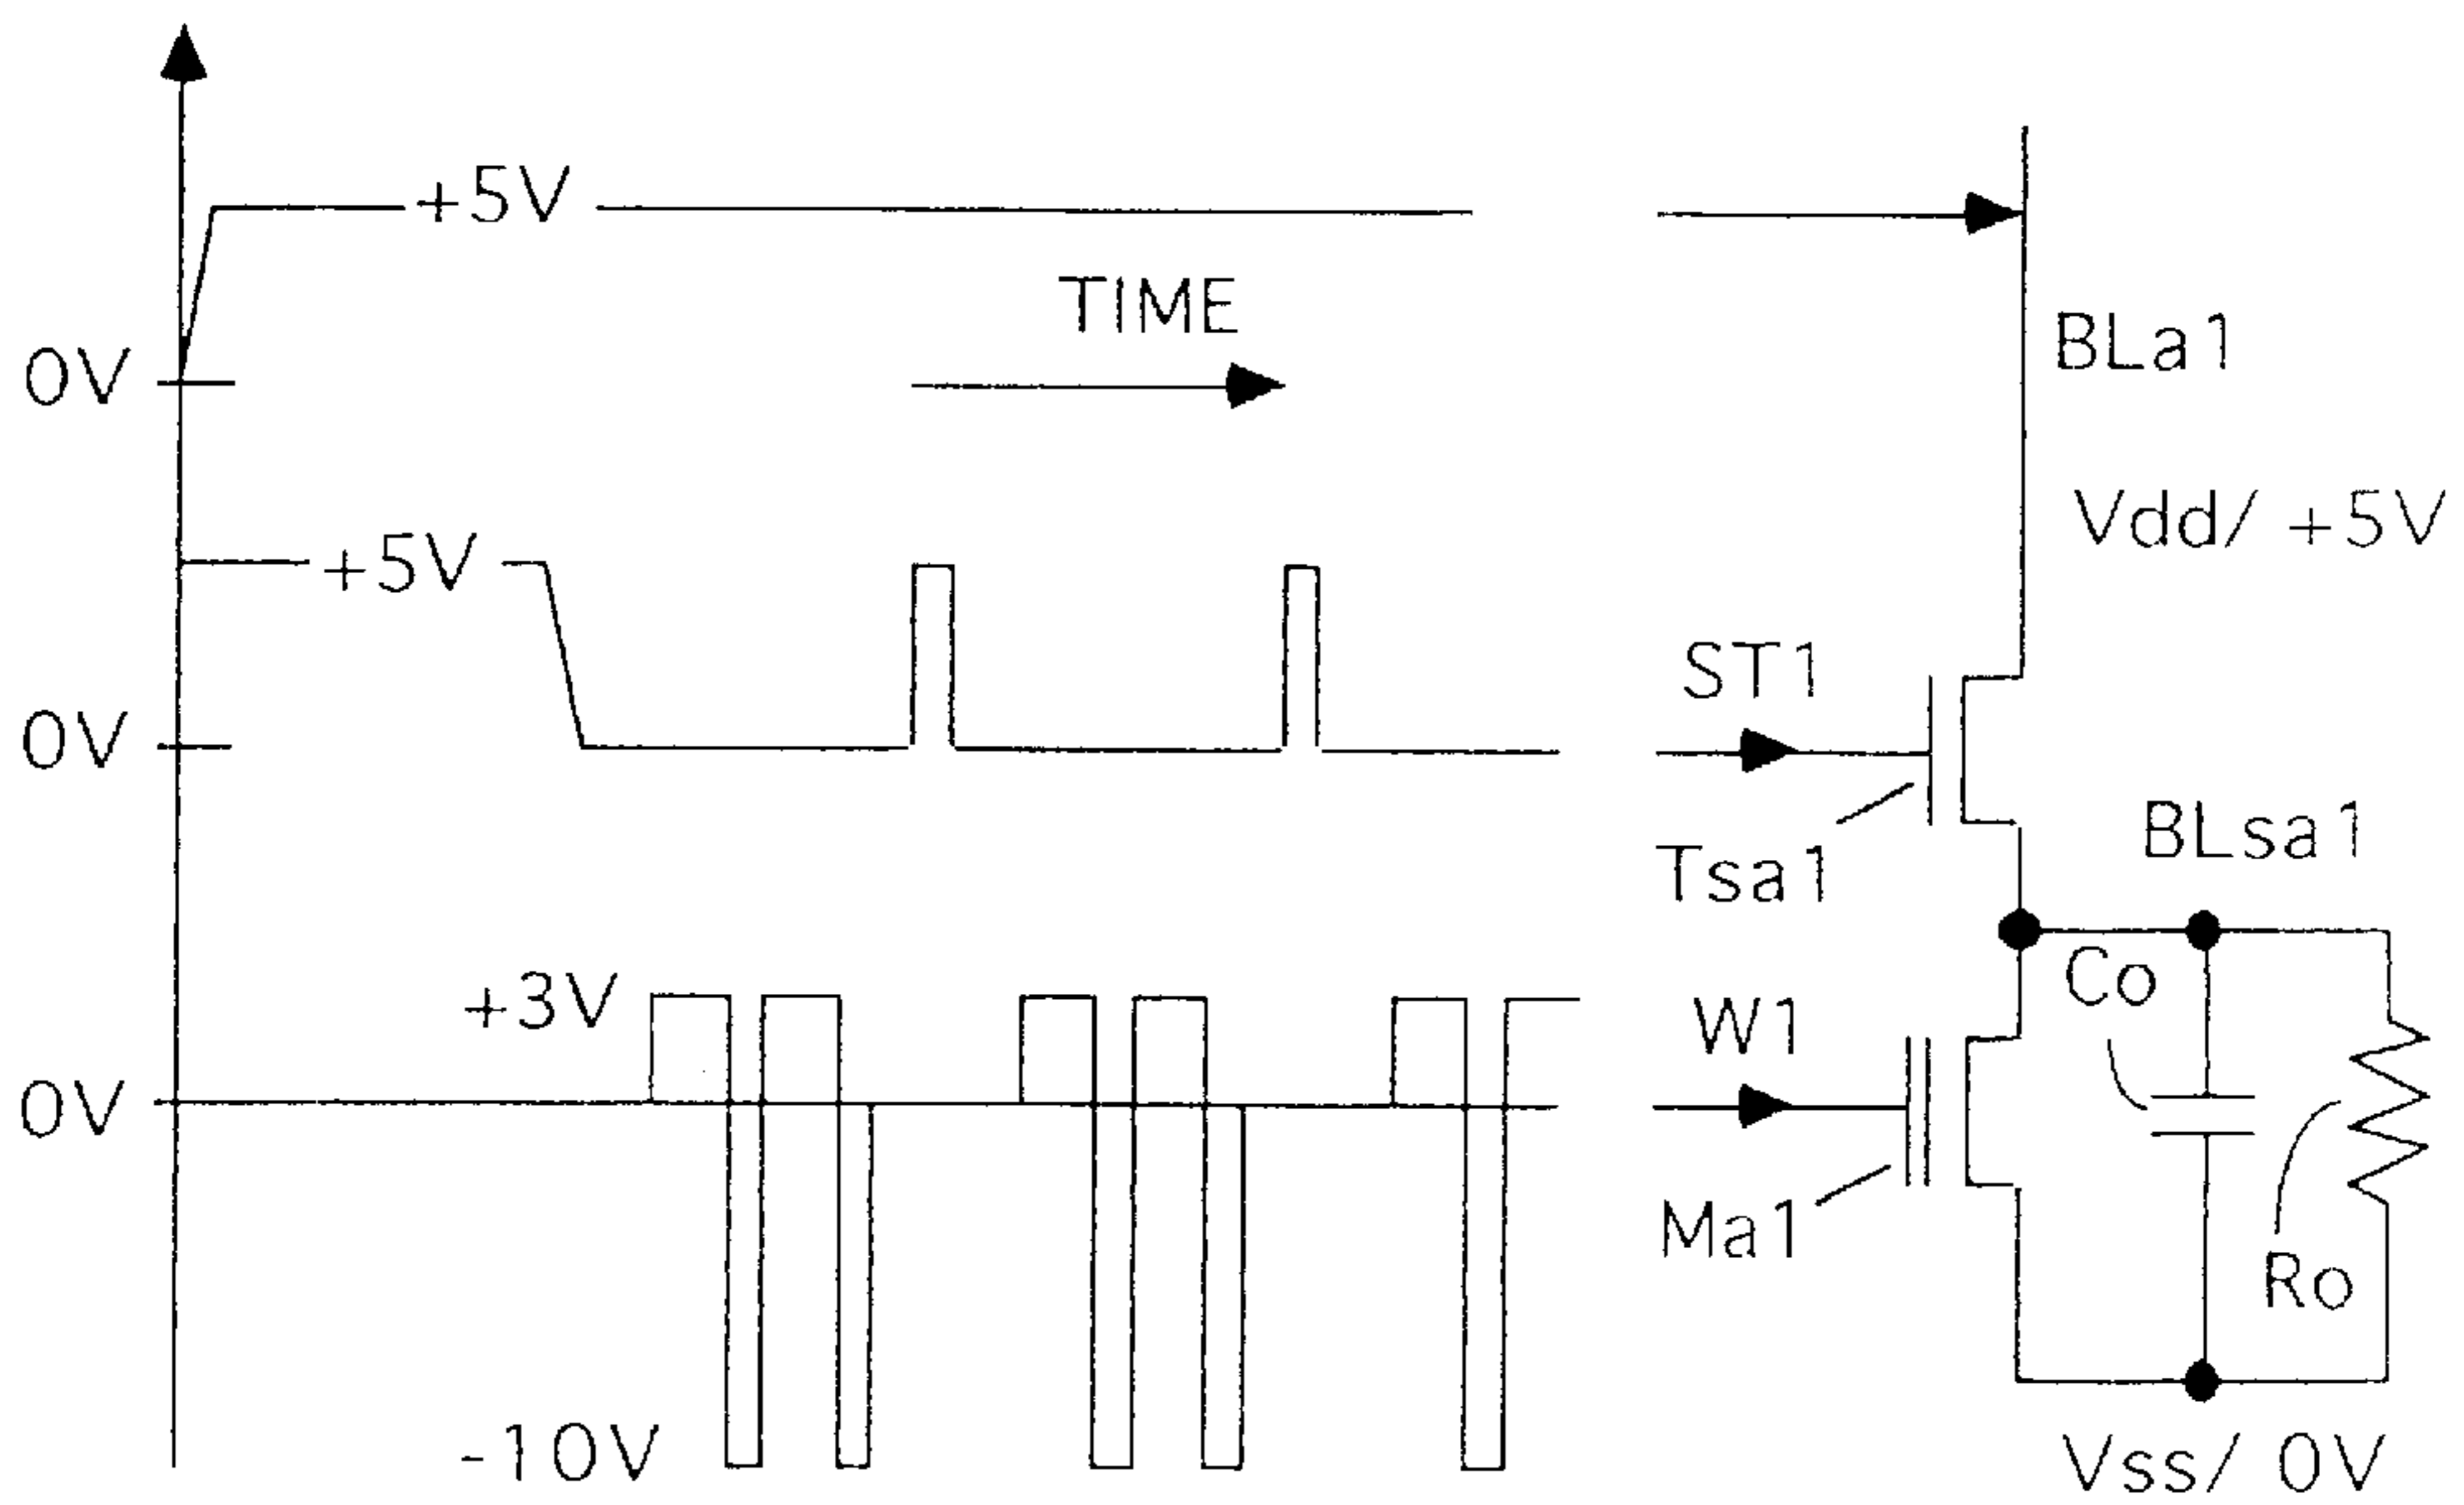 +5V
TIME
0V
BLa1
Vdd/ +5V
+5V
ST1
0V
Tsa1
BLsa1
+3V
W1
Co
0V
Ma1
Ro
-10V
Vss/ 0V